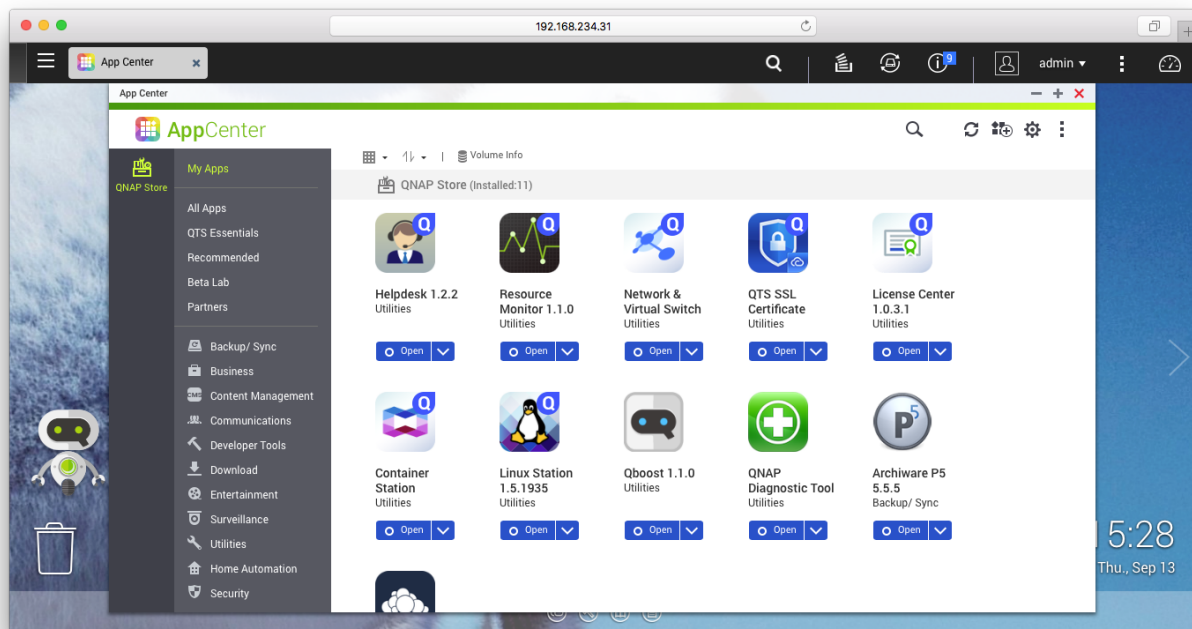 192.168.234.31
App Center
9
admin
App Center
AppCenter
QNAP Store
My Apps
All Apps
QTS Essentials
Recommended
Beta Lab
Partners
Backup/ Sync
Business
CMS Content Management
Communications
Developer Tools
Download
Entertainment
Surveillance
Utilities
Home Automation
Security
Volume Info
QNAP Store (Installed:11)
Q Q Q Q Q
Helpdesk 1.2.2
Utilities
Open
Resource
Monitor 1.1.0
Utilities
Open
Network &
Virtual Switch
Utilities
Open
QTS SSL
Certificate
Utilities
Open
License Center
1.0.3.1
Utilities
Open
Q Q P5
Container
Station
Utilities
Open
Linux Station
1.5.1935
Utilities
Open
Qboost 1.1.0
Utilities
Open
QNAP
Diagnostic Tool
Utilities
Open
Archiware P5
5.5.5
Backup/ Sync
Open
5:28
Thu., Sep 13